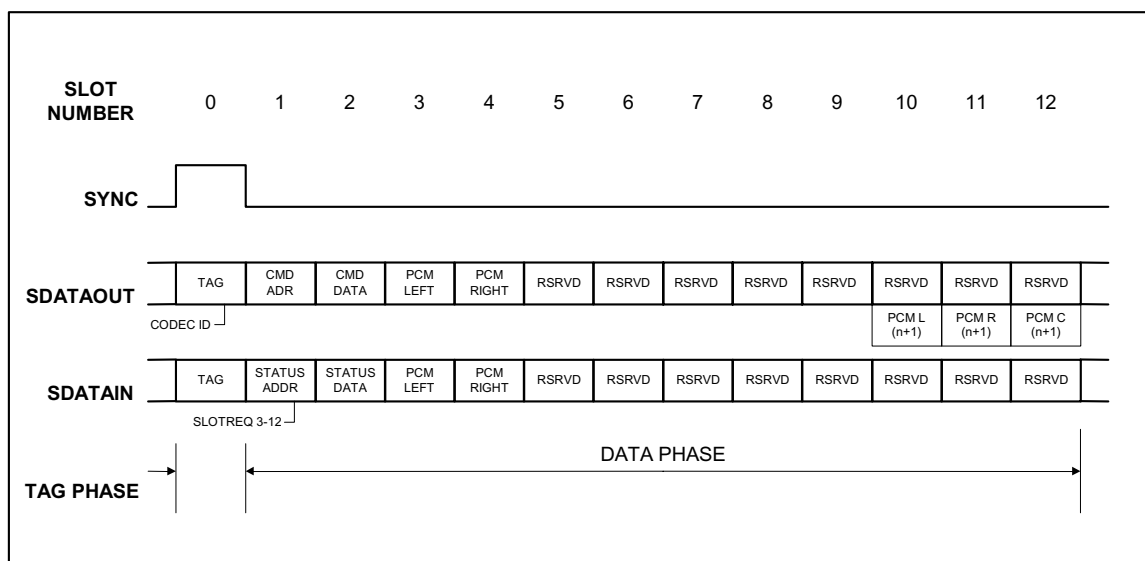 SLOT NUMBER 0 1 2 3 4 5 6 7 8 9 10 11 12
SYNC
SDATAOUT TAG CMD ADR CMD DATA PCM LEFT PCM RIGHT RSRVD RSRVD RSRVD RSRVD RSRVD RSRVD RSRVD RSRVD
CODEC ID PCM L (n+1) PCM R (n+1) PCM C (n+1)
SDATAIN TAG STATUS ADDR STATUS DATA PCM LEFT PCM RIGHT RSRVD RSRVD RSRVD RSRVD RSRVD RSRVD RSRVD RSRVD
SLOTREQ 3-12
DATA PHASE
TAG PHASE